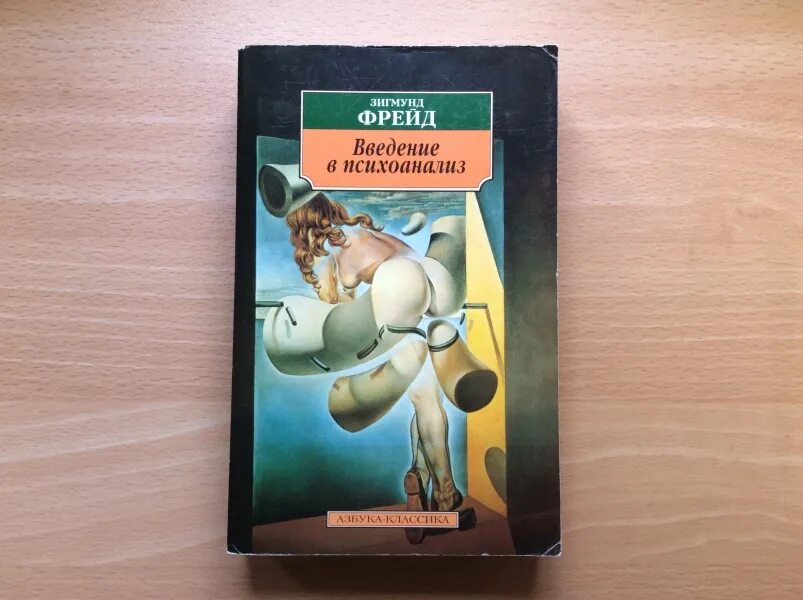 ЗИГМУНД
ФРЕЙД
Введение
в психоанализ
АЗБУКА-КЛАССИКА